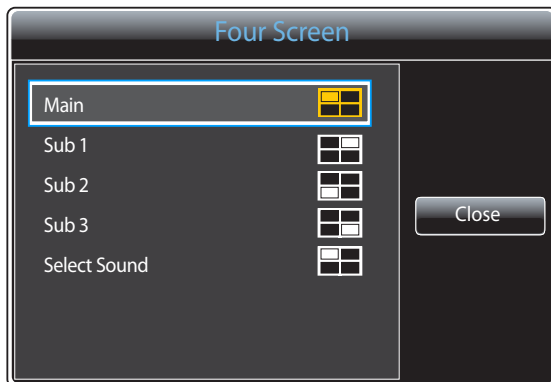 Four Screen
Main
Sub 1
Sub 2
Sub 3
Select Sound
Close